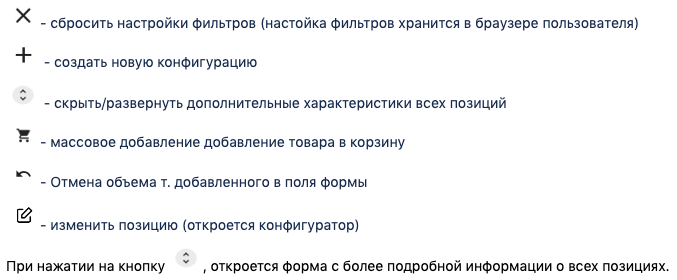 - сбросить настройки фильтров (настойка фильтров хранится в браузере пользователя)
- создать новую конфигурацию
- скрыть/развернуть дополнительные характеристики всех позиций
- массовое добавление добавление товара в корзину
- Отмена объема т. добавленного в поля формы
- изменить позицию (откроется конфигуратор)
При нажатии на кнопку , откроется форма с более подробной информации о всех позициях.